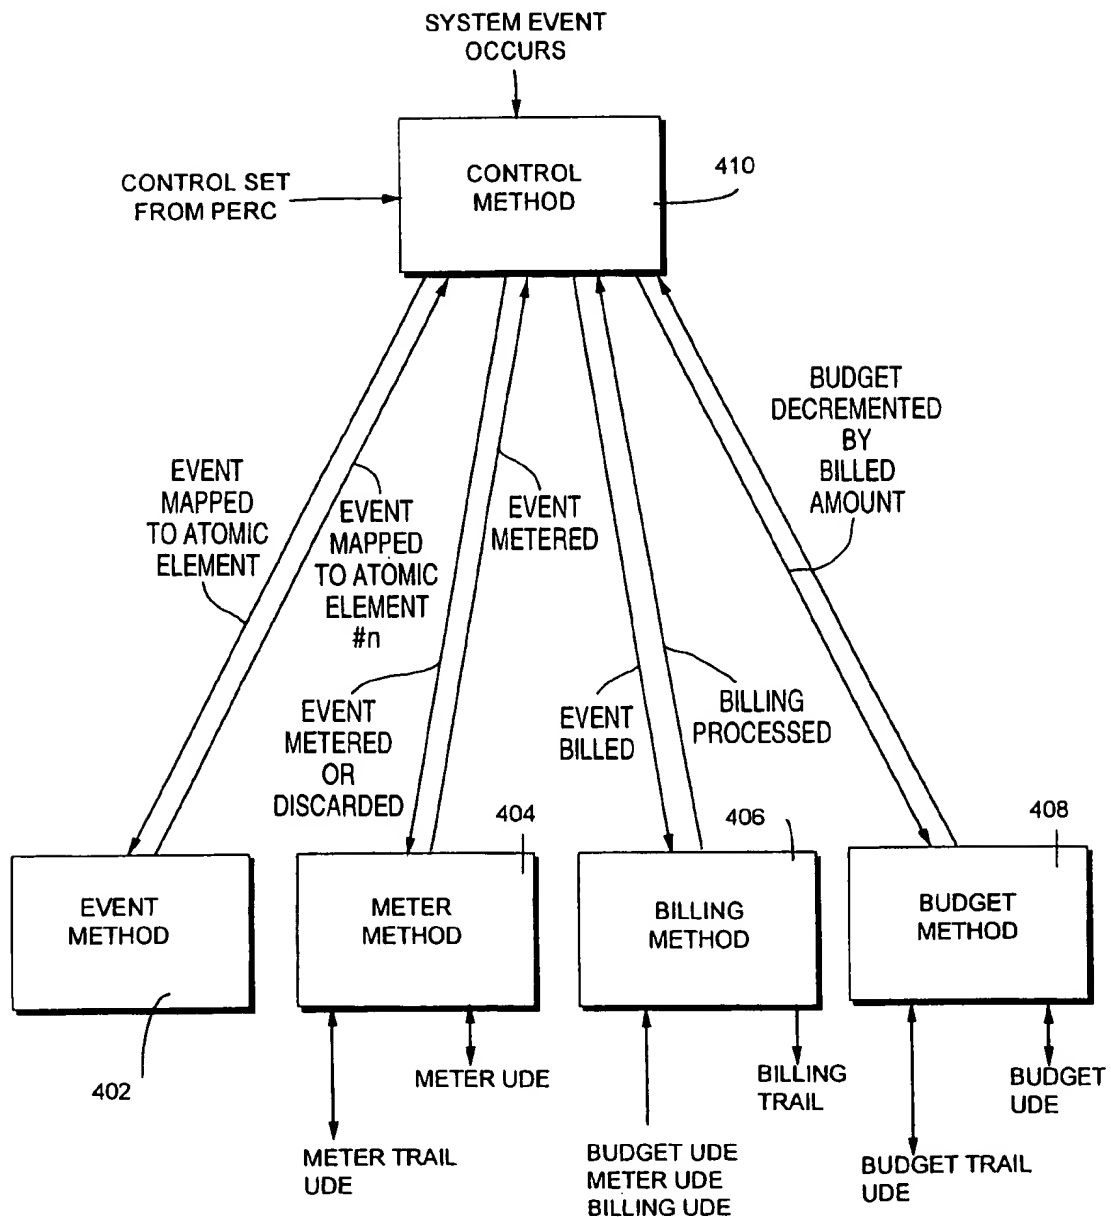 SYSTEM EVENT
OCCURS
CONTROL
METHOD
410
CONTROL SET
FROM PERC
BUDGET
DECREMENTED
BY
BILLED
AMOUNT
EVENT
MAPPED
TO ATOMIC
ELEMENT
EVENT
MAPPED
TO ATOMIC
ELEMENT
#n
EVENT
METERED
EVENT
METERED
OR
DISCARDED
EVENT
BILLED
BILLING
PROCESSED
404
406
408
EVENT
METHOD
METER
METHOD
BILLING
METHOD
BUDGET
METHOD
402
METER UDE
BILLING
TRAIL
BUDGET
UDE
METER TRAIL
UDE
BUDGET UDE
METER UDE
BILLING UDE
BUDGET TRAIL
UDE